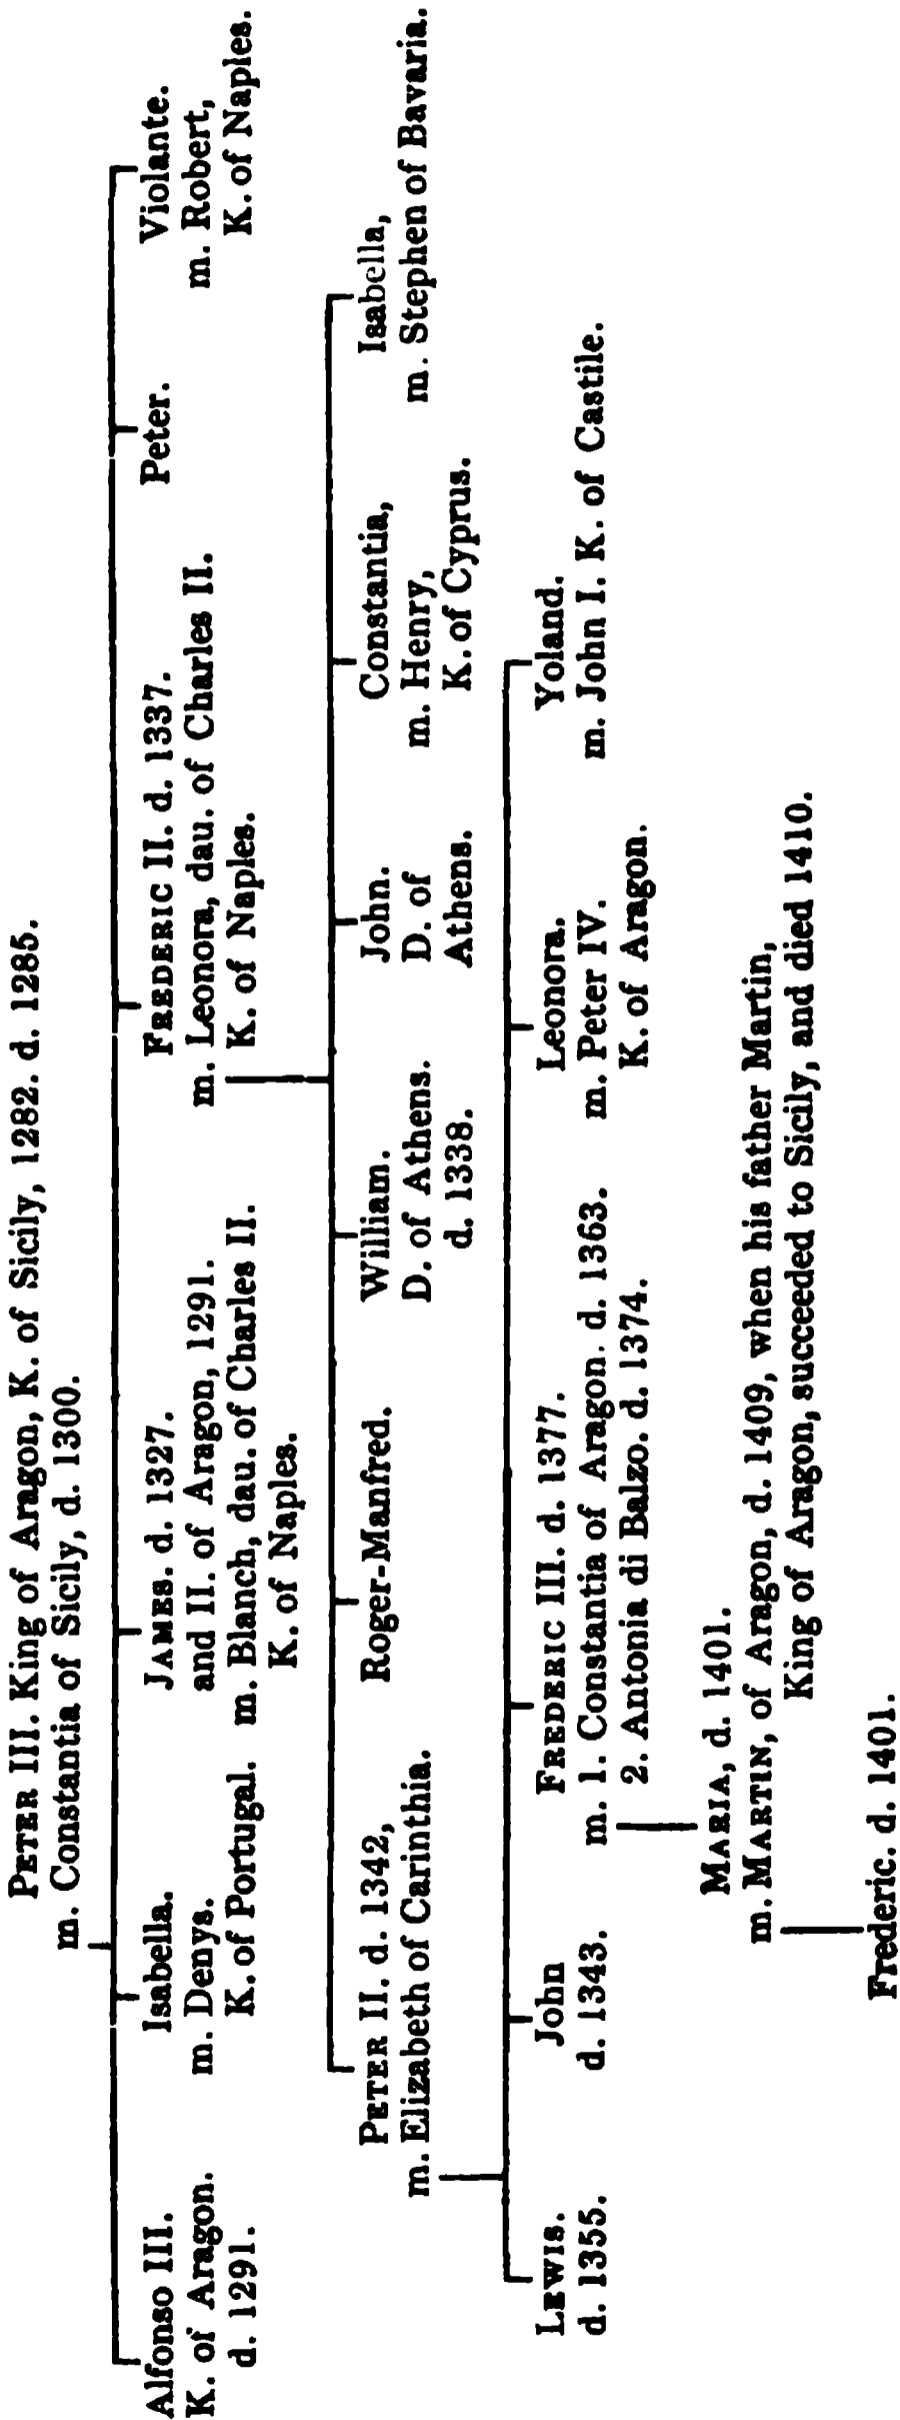 PETER III. King of Aragon, K. of Sicily, 1282. d. 1285.
m. Constantia of Sicily, d. 1300.
Alfonso III.
K. of Aragon.
d. 1291.
Isabella.
m. Denys.
K. of Portugal.
JAMES. d. 1327.
and II. of Aragon, 1291.
m. Blanch, dau. of Charles II.
K. of Naples.
FREDERIC II. d. 1337.
m. Leonora, dau. of Charles II.
K. of Naples.
Peter.
Violante.
m. Robert,
K. of Naples.
PETER II. d. 1342,
m. Elizabeth of Carinthia.
Roger-Manfred.
William.
D. of Athens.
d. 1338.
John.
D. of
Athens.
Constantia,
m. Henry,
K. of Cyprus.
Isabella,
m. Stephen of Bavaria.
LEWIS.
d. 1355.
John
d. 1343.
FREDERIC III. d. 1377.
m. 1. Constantia of Aragon. d. 1363.
2. Antonia di Balzo. d. 1374.
Leonora.
m. Peter IV.
K. of Aragon.
Yoland.
m. John I. K. of Castile.
MARIA, d. 1401.
m. MARTIN, of Aragon, d. 1409, when his father Martin,
King of Aragon, succeeded to Sicily, and died 1410.
Frederic. d. 1401.